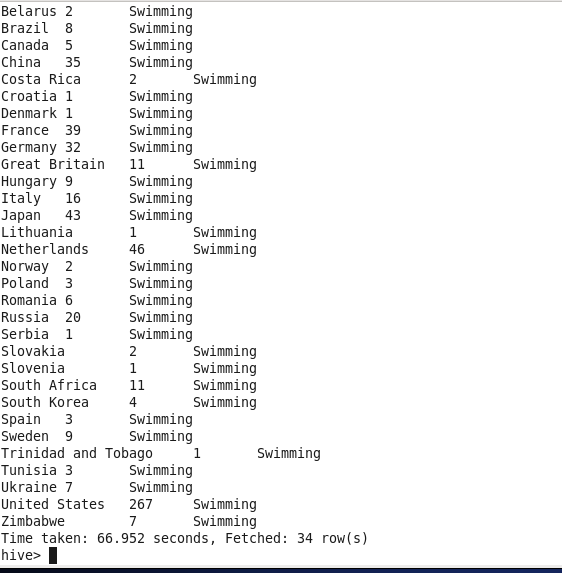 Belarus 2 Swimming
Brazil 8 Swimming
Canada 5 Swimming
China 35 Swimming
Costa Rica 2 Swimming
Croatia 1 Swimming
Denmark 1 Swimming
France 39 Swimming
Germany 32 Swimming
Great Britain 11 Swimming
Hungary 9 Swimming
Italy 16 Swimming
Japan 43 Swimming
Lithuania 1 Swimming
Netherlands 46 Swimming
Norway 2 Swimming
Poland 3 Swimming
Romania 6 Swimming
Russia 20 Swimming
Serbia 1 Swimming
Slovakia 2 Swimming
Slovenia 1 Swimming
South Africa 11 Swimming
South Korea 4 Swimming
Spain 3 Swimming
Sweden 9 Swimming
Trinidad and Tobago 1 Swimming
Tunisia 3 Swimming
Ukraine 7 Swimming
United States 267 Swimming
Zimbabwe 7 Swimming
Time taken: 66.952 seconds, Fetched: 34 row(s)
hive>